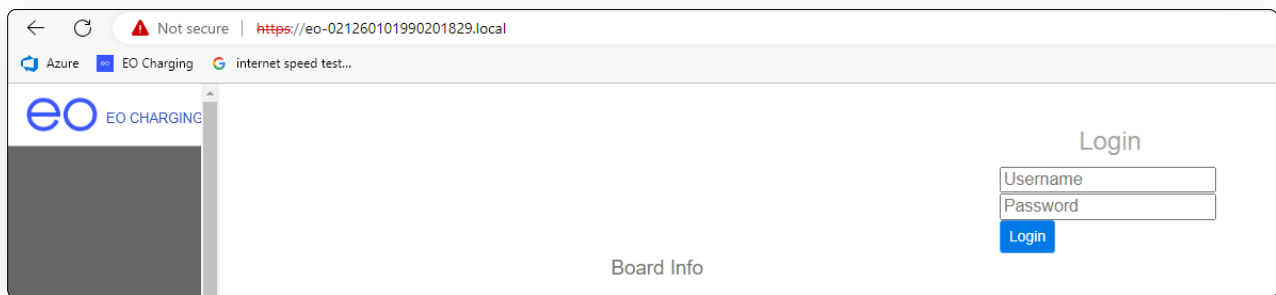 Not secure | https://eo-021260101990201829.local
Azure eo EO Charging G internet speed test...
eo EO CHARGING
Login
Username
Password
Login
Board Info